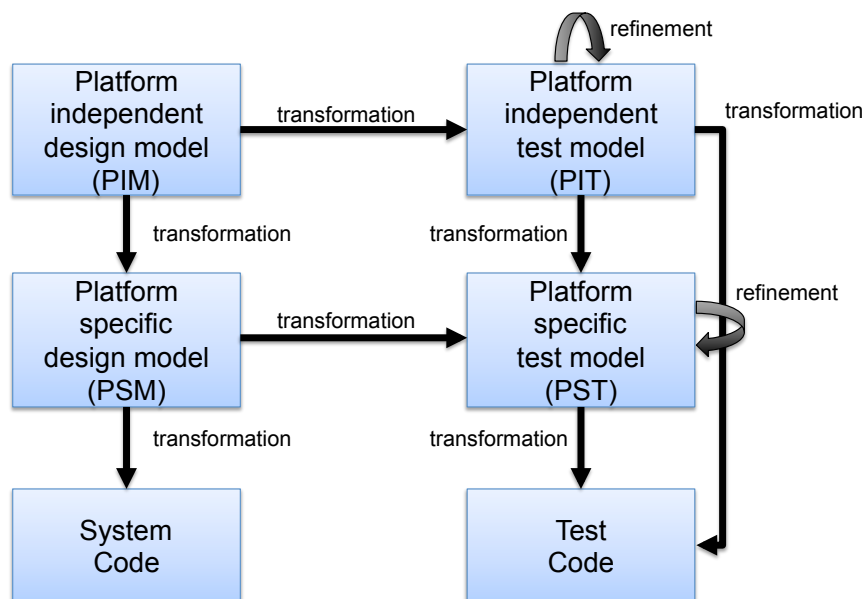 refinement
Platform
independent
design model
(PIM)
transformation
Platform
independent
test model
(PIT)
transformation
transformation
transformation
Platform
specific
design model
(PSM)
transformation
Platform
specific
test model
(PST)
refinement
transformation
transformation
System
Code
Test
Code